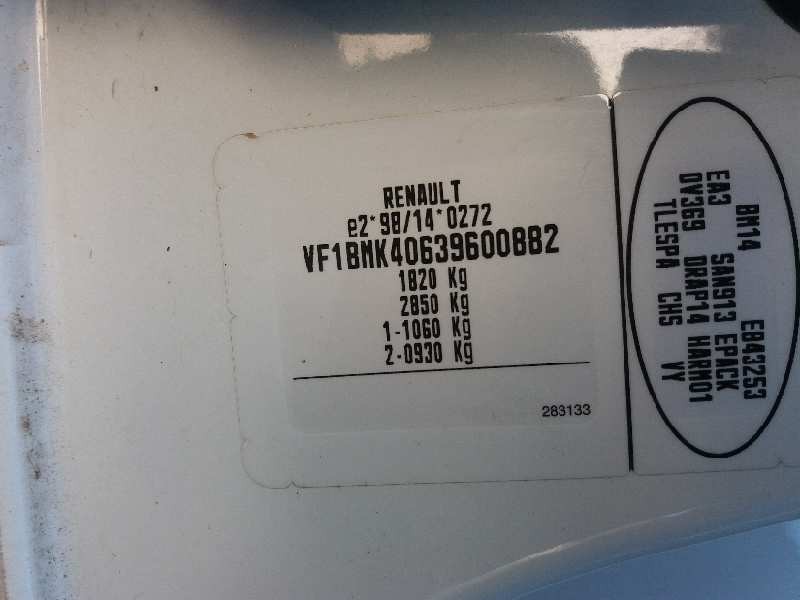 RENAULT
e2*98/14*0272
VF1BMK40639600882
1820 Kg
2850 Kg
1-1060 Kg
2-0930 Kg
283133
BM14 EB43253
EA3 SAN913 EPACK
DV369 DRAP14 HARM01
TLESPA CHS VY